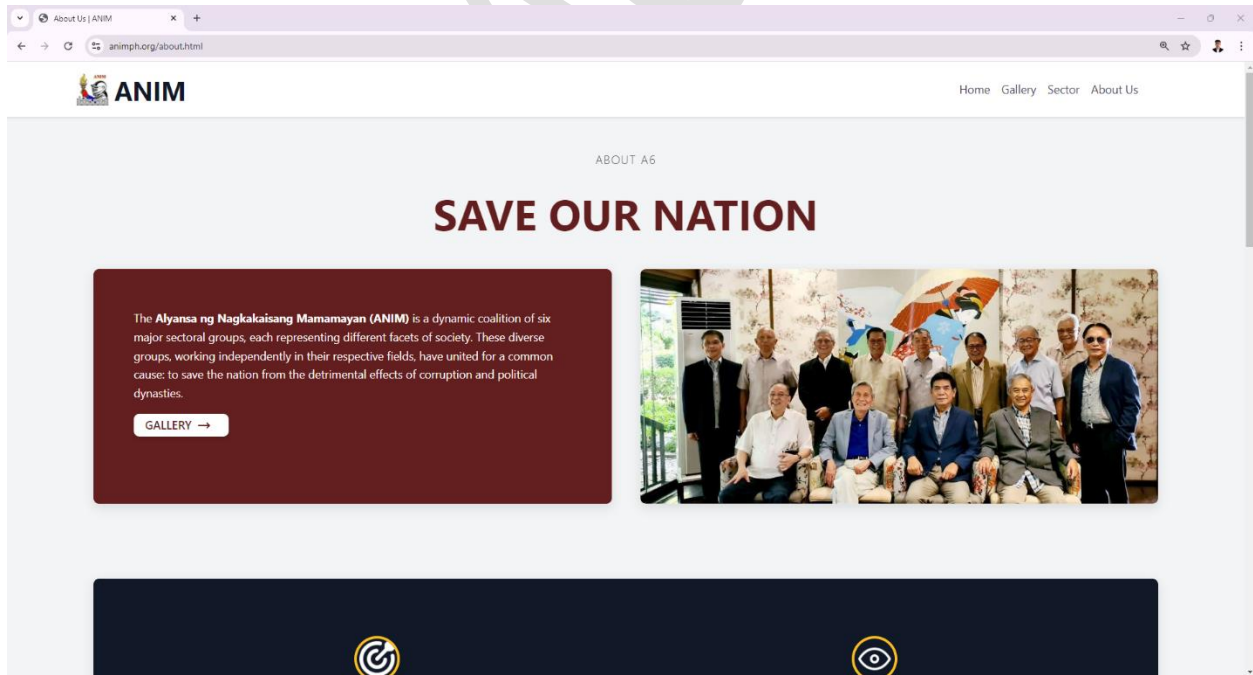 About Us | ANIM
animph.org/about.html
ANIM
Home Gallery Sector About Us
ABOUT A6
SAVE OUR NATION
The Alyansa ng Nagkakaisang Mamamayan (ANIM) is a dynamic coalition of six
major sectoral groups, each representing different facets of society. These diverse
groups, working independently in their respective fields, have united for a common
cause: to save the nation from the detrimental effects of corruption and political
dynasties.
GALLERY →